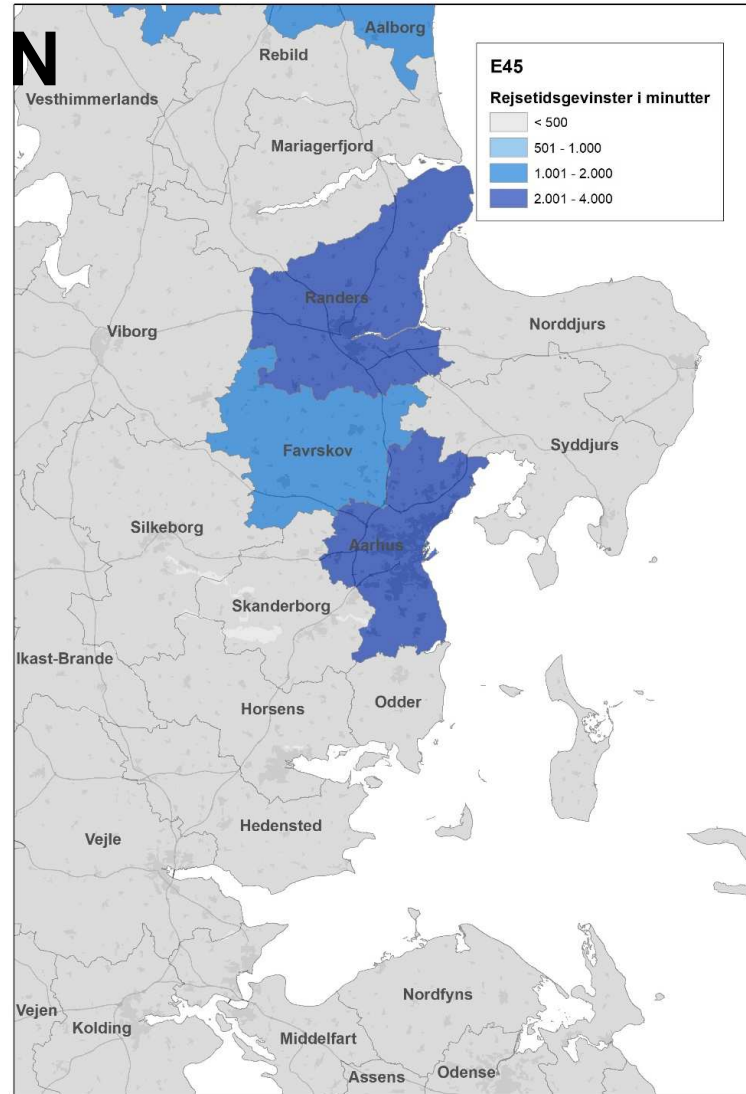 N
Aalborg
Rebild
E45
Rejsetidsgevinster i minutter
< 500
501 - 1.000
1.001 - 2.000
2.001 - 4.000
Vesthimmerlands
Mariagerfjord
Randers
Norddjurs
Viborg
Favrskov
Syddjurs
Silkeborg
Aarhus
Skanderborg
Ikast-Brande
Odder
Horsens
Hedensted
Vejle
Nordfyns
Vejen
Kolding
Middelfart
Odense
Assens